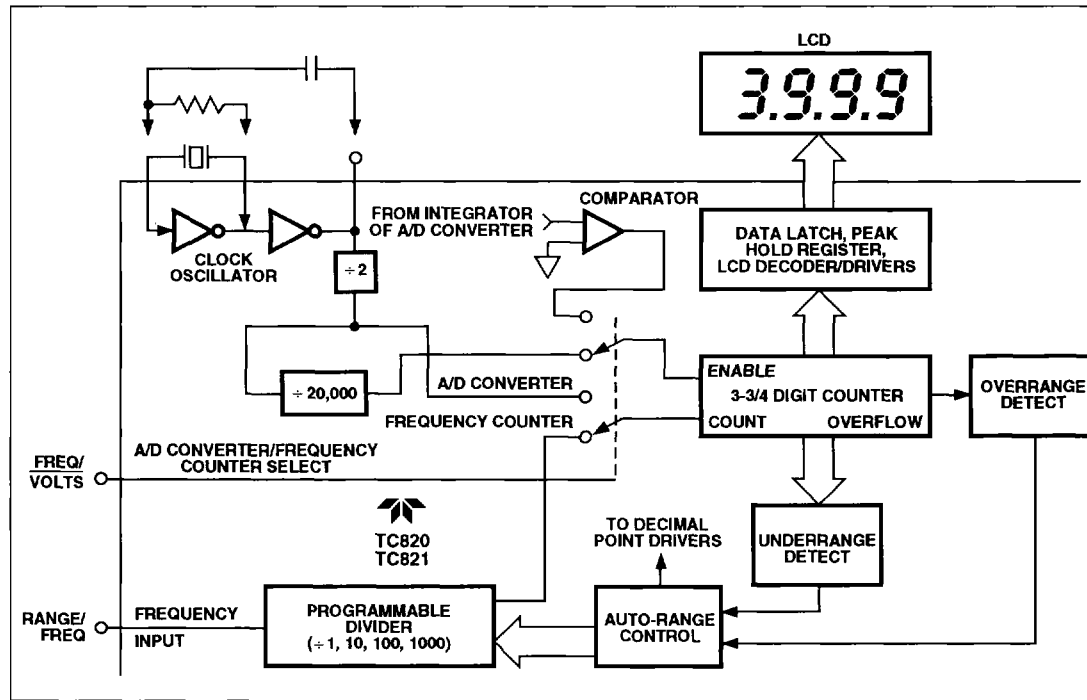 LCD
3.9.9.9
COMPARATOR
FROM INTEGRATOR
OF A/D CONVERTER
CLOCK
OSCILLATOR
÷ 2
DATA LATCH, PEAK
HOLD REGISTER,
LCD DECODER/DRIVERS
÷ 20,000
A/D CONVERTER
FREQUENCY COUNTER
ENABLE
3-3/4 DIGIT COUNTER
COUNT OVERFLOW
OVERRANGE
DETECT
FREQ/
VOLTS
A/D CONVERTER/FREQUENCY
COUNTER SELECT
TC820
TC821
TO DECIMAL
POINT DRIVERS
UNDERRANGE
DETECT
RANGE/
FREQ
FREQUENCY
INPUT
PROGRAMMABLE
DIVIDER
(÷ 1, 10, 100, 1000)
AUTO-RANGE
CONTROL